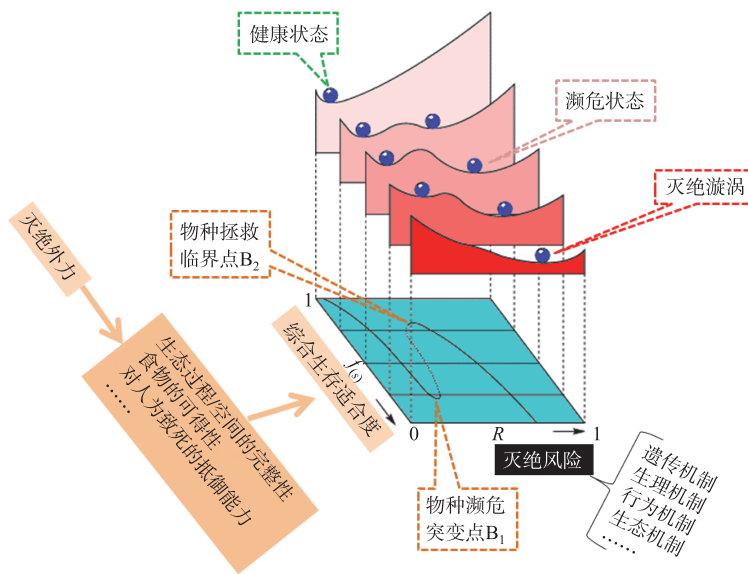 健康状态
濒危状态
灭绝漩涡
物种拯救
临界点B₂
灭绝外力
生态过程/空间的完整性
食物的可得性
对人为致死的抵御能力
……
综合生存适合度
1
f(s)
0
R
1
灭绝风险
物种濒危
突变点B₁
遗传机制
生理机制
行为机制
生态机制
……